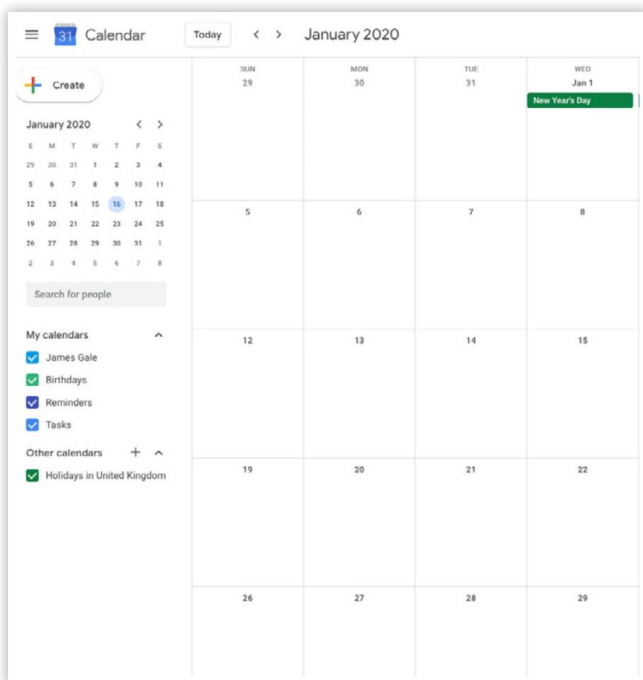 31 Calendar Today < > January 2020
Create
January 2020 < >
S M T W T F S
29 30 31 1 2 3 4
5 6 7 8 9 10 11
12 13 14 15 16 17 18
19 20 21 22 23 24 25
26 27 28 29 30 31 1
2 3 4 5 6 7 8
Search for people
My calendars
James Gale
Birthdays
Reminders
Tasks
Other calendars +
Holidays in United Kingdom
SUN MON TUE WED
29 30 31 Jan 1
New Year's Day
5 6 7 8
12 13 14 15
19 20 21 22
26 27 28 29